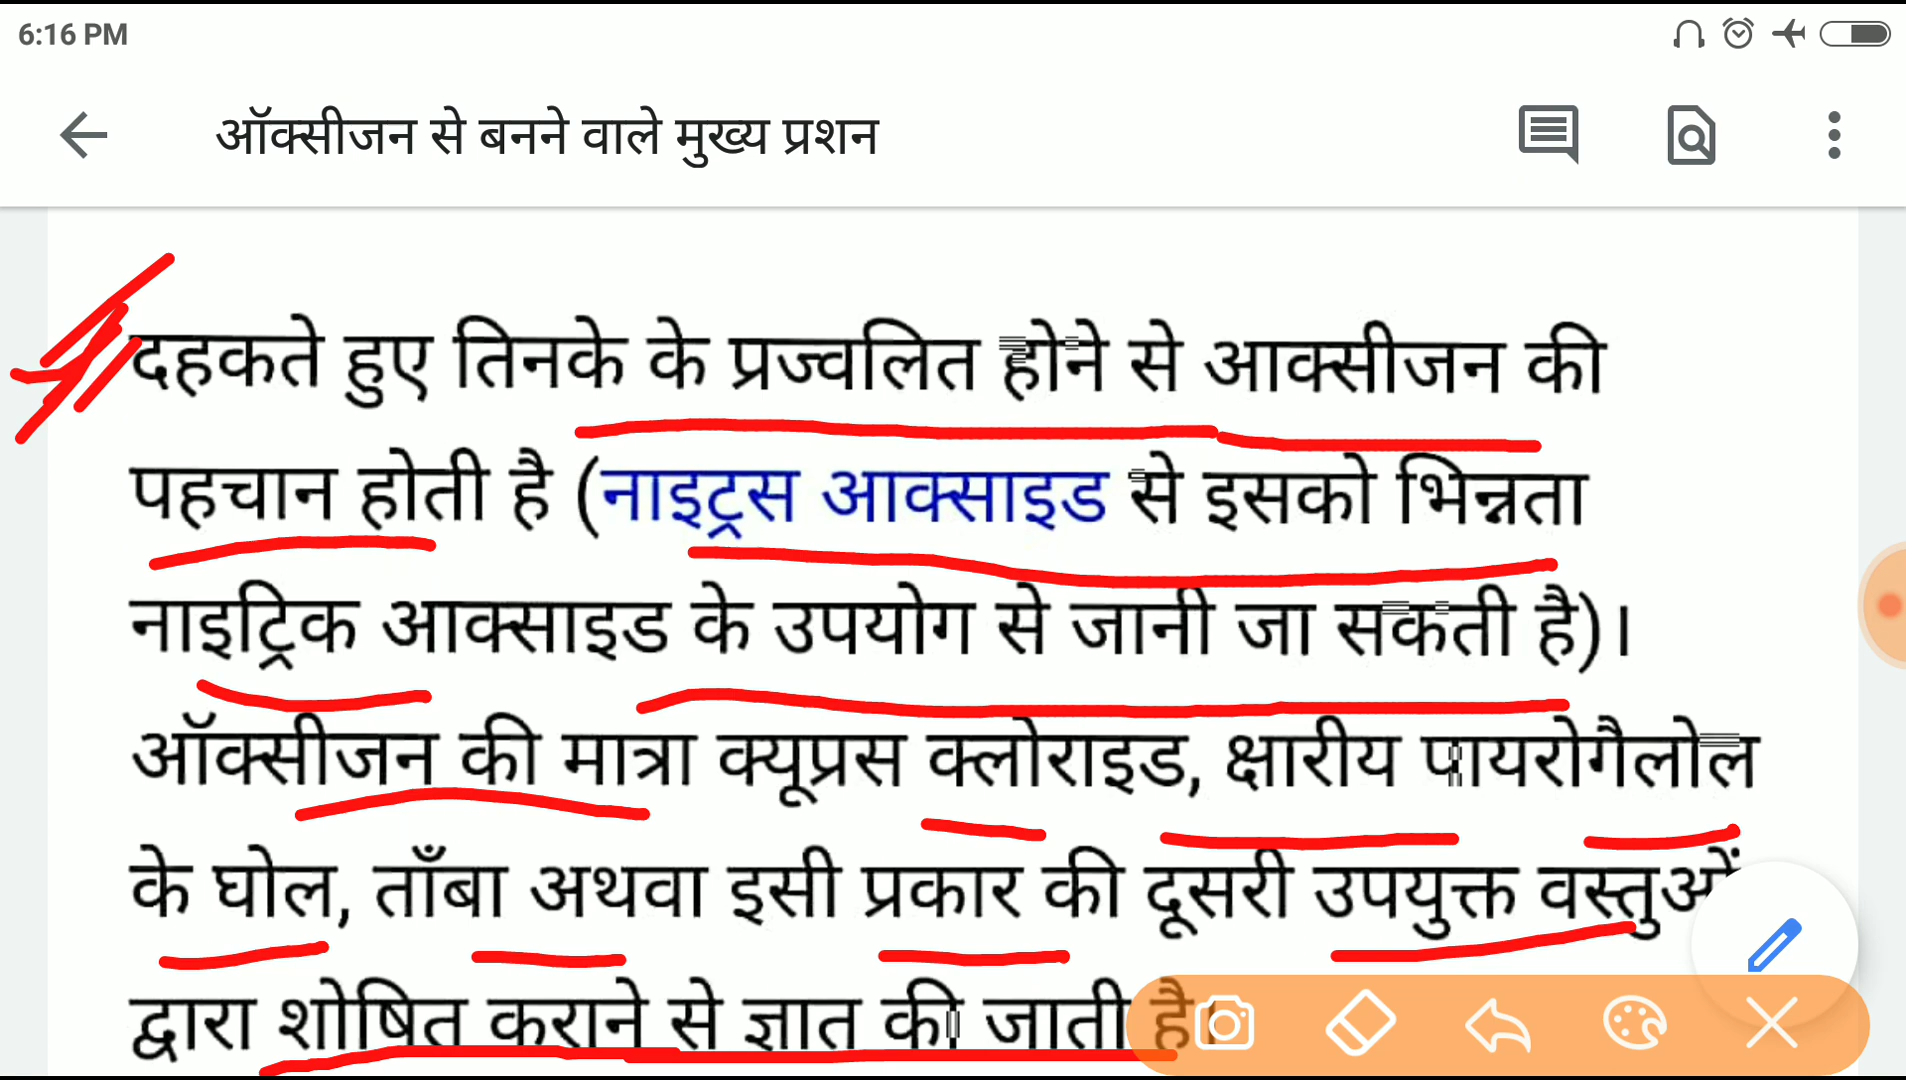 6:16 PM
ऑक्सीजन से बनने वाले मुख्य प्रशन
दहकते हुए तिनके के प्रज्वलित होने से आक्सीजन की
पहचान होती है (नाइट्रस आक्साइड से इसको भिन्नता
नाइट्रिक आक्साइड के उपयोग से जानी जा सकती है)।
ऑक्सीजन की मात्रा क्यूप्रस क्लोराइड, क्षारीय पायरोगैलोल
के घोल, ताँबा अथवा इसी प्रकार की दूसरी उपयुक्त वस्तुओं
द्वारा शोषित कराने से ज्ञात की जाती है।